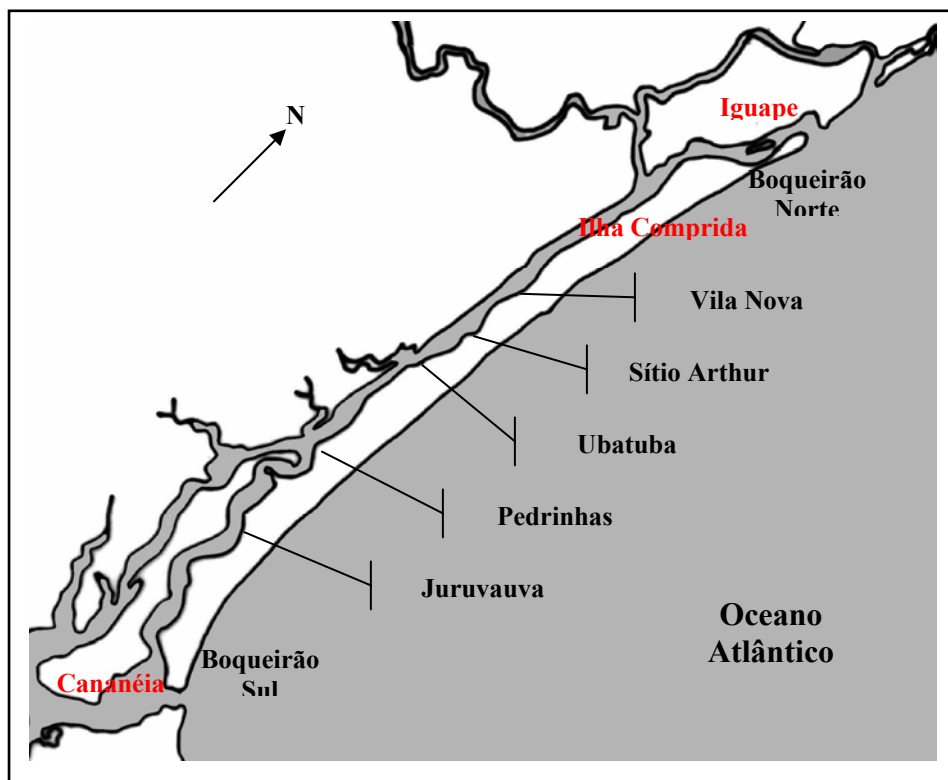 Iguape
N
Boqueirão
Norte
Ilha Comprida
Vila Nova
Sítio Arthur
Ubatuba
Pedrinhas
Juruvauva
Oceano
Atlântico
Boqueirão
Sul
Cananéia